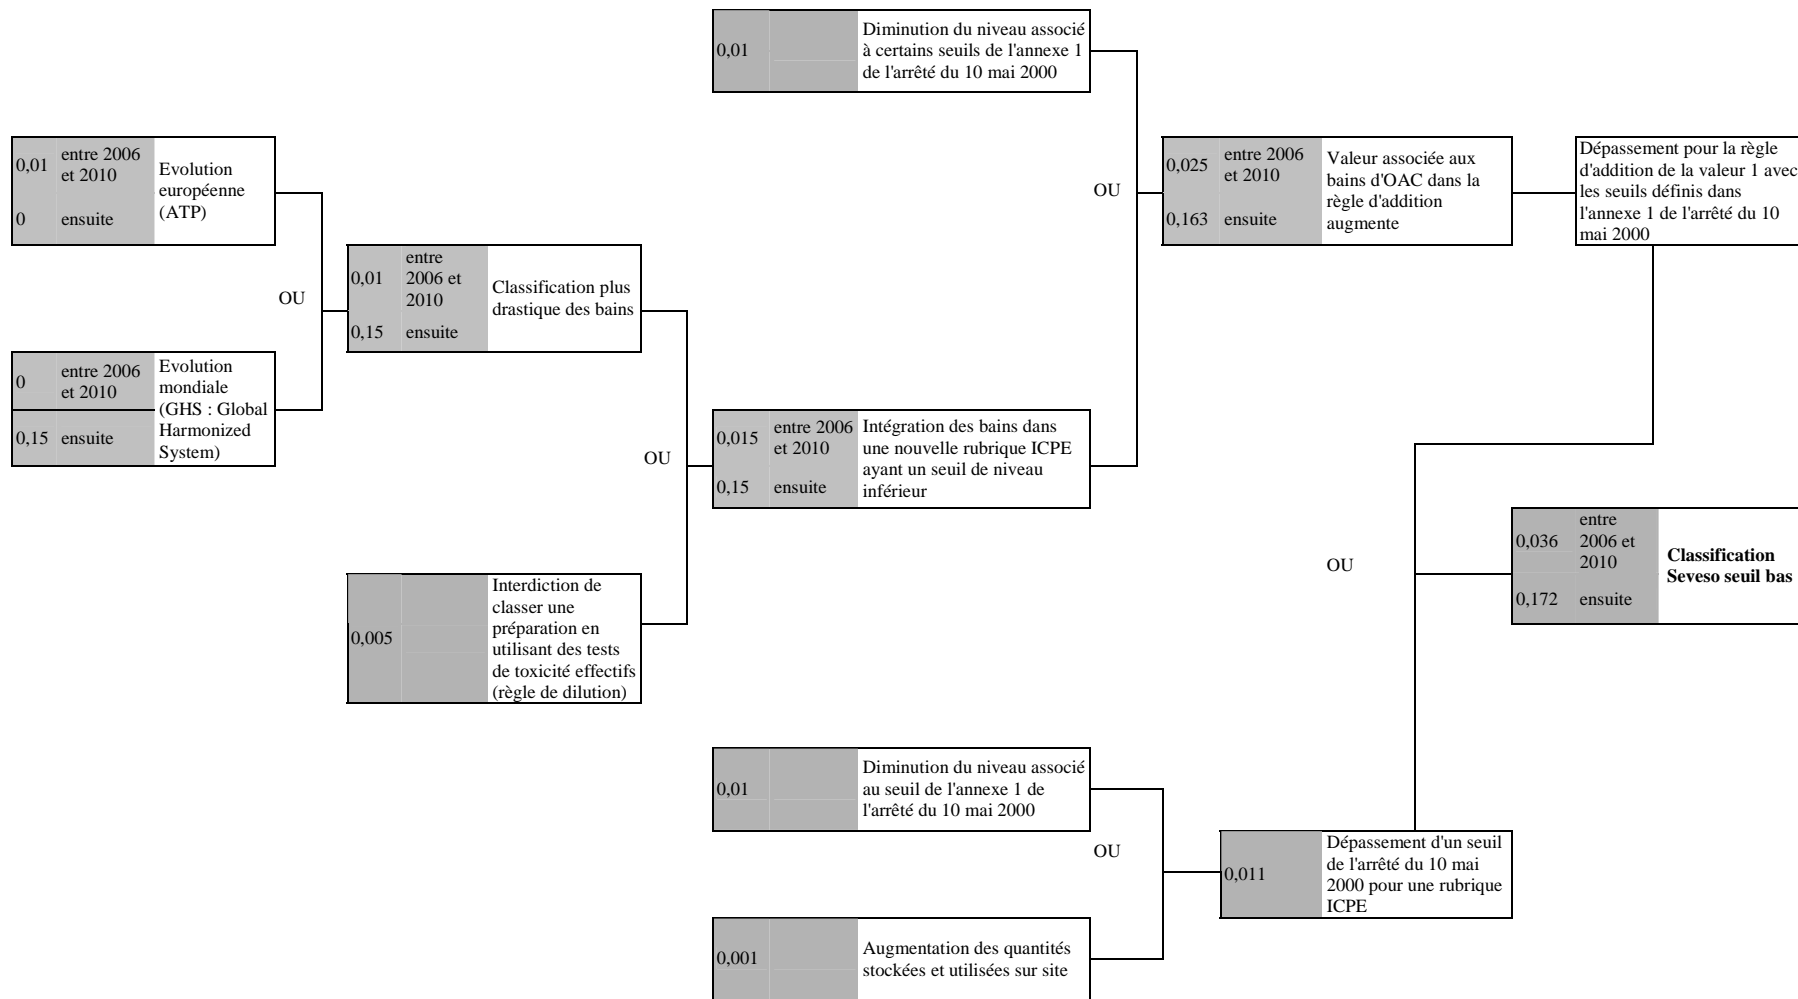 0,01
Diminution du niveau associé
à certains seuils de l'annexe 1
de l'arrêté du 10 mai 2000
0,01 entre 2006
et 2010
0 ensuite
Evolution
européenne
(ATP)
OU
0 entre 2006
et 2010
0,15 ensuite
Evolution
mondiale
(GHS : Global
Harmonized
System)
0,01 entre
2006 et
2010
0,15 ensuite
Classification plus
drastique des bains
OU
0,005
Interdiction de
classer une
préparation en
utilisant des tests
de toxicité effectifs
(règle de dilution)
0,015 entre 2006
et 2010
0,15 ensuite
Intégration des bains dans
une nouvelle rubrique ICPE
ayant un seuil de niveau
inférieur
OU
0,025 entre 2006
et 2010
0,163 ensuite
Valeur associée aux
bains d'OAC dans la
règle d'addition
augmente
Dépassement pour la règle
d'addition de la valeur 1 avec
les seuils définis dans
l'annexe 1 de l'arrêté du 10
mai 2000
OU
0,036 entre
2006 et
2010
0,172 ensuite
Classification
Seveso seuil bas
0,01
Diminution du niveau associé
au seuil de l'annexe 1 de
l'arrêté du 10 mai 2000
OU
0,001
Augmentation des quantités
stockées et utilisées sur site
0,011
Dépassement d'un seuil
de l'arrêté du 10 mai
2000 pour une rubrique
ICPE